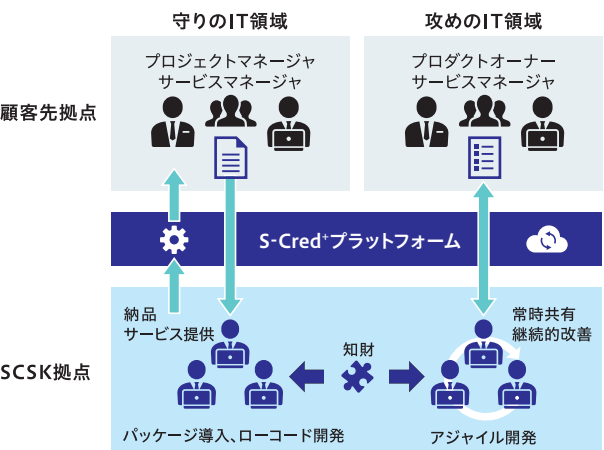 守りのIT領域
攻めのIT領域
顧客先拠点
プロジェクトマネージャ
サービスマネージャ
プロダクトオーナー
サービスマネージャ
S-Cred⁺プラットフォーム
SCSK拠点
納品
サービス提供
知財
常時共有
継続的改善
パッケージ導入、ローコード開発
アジャイル開発